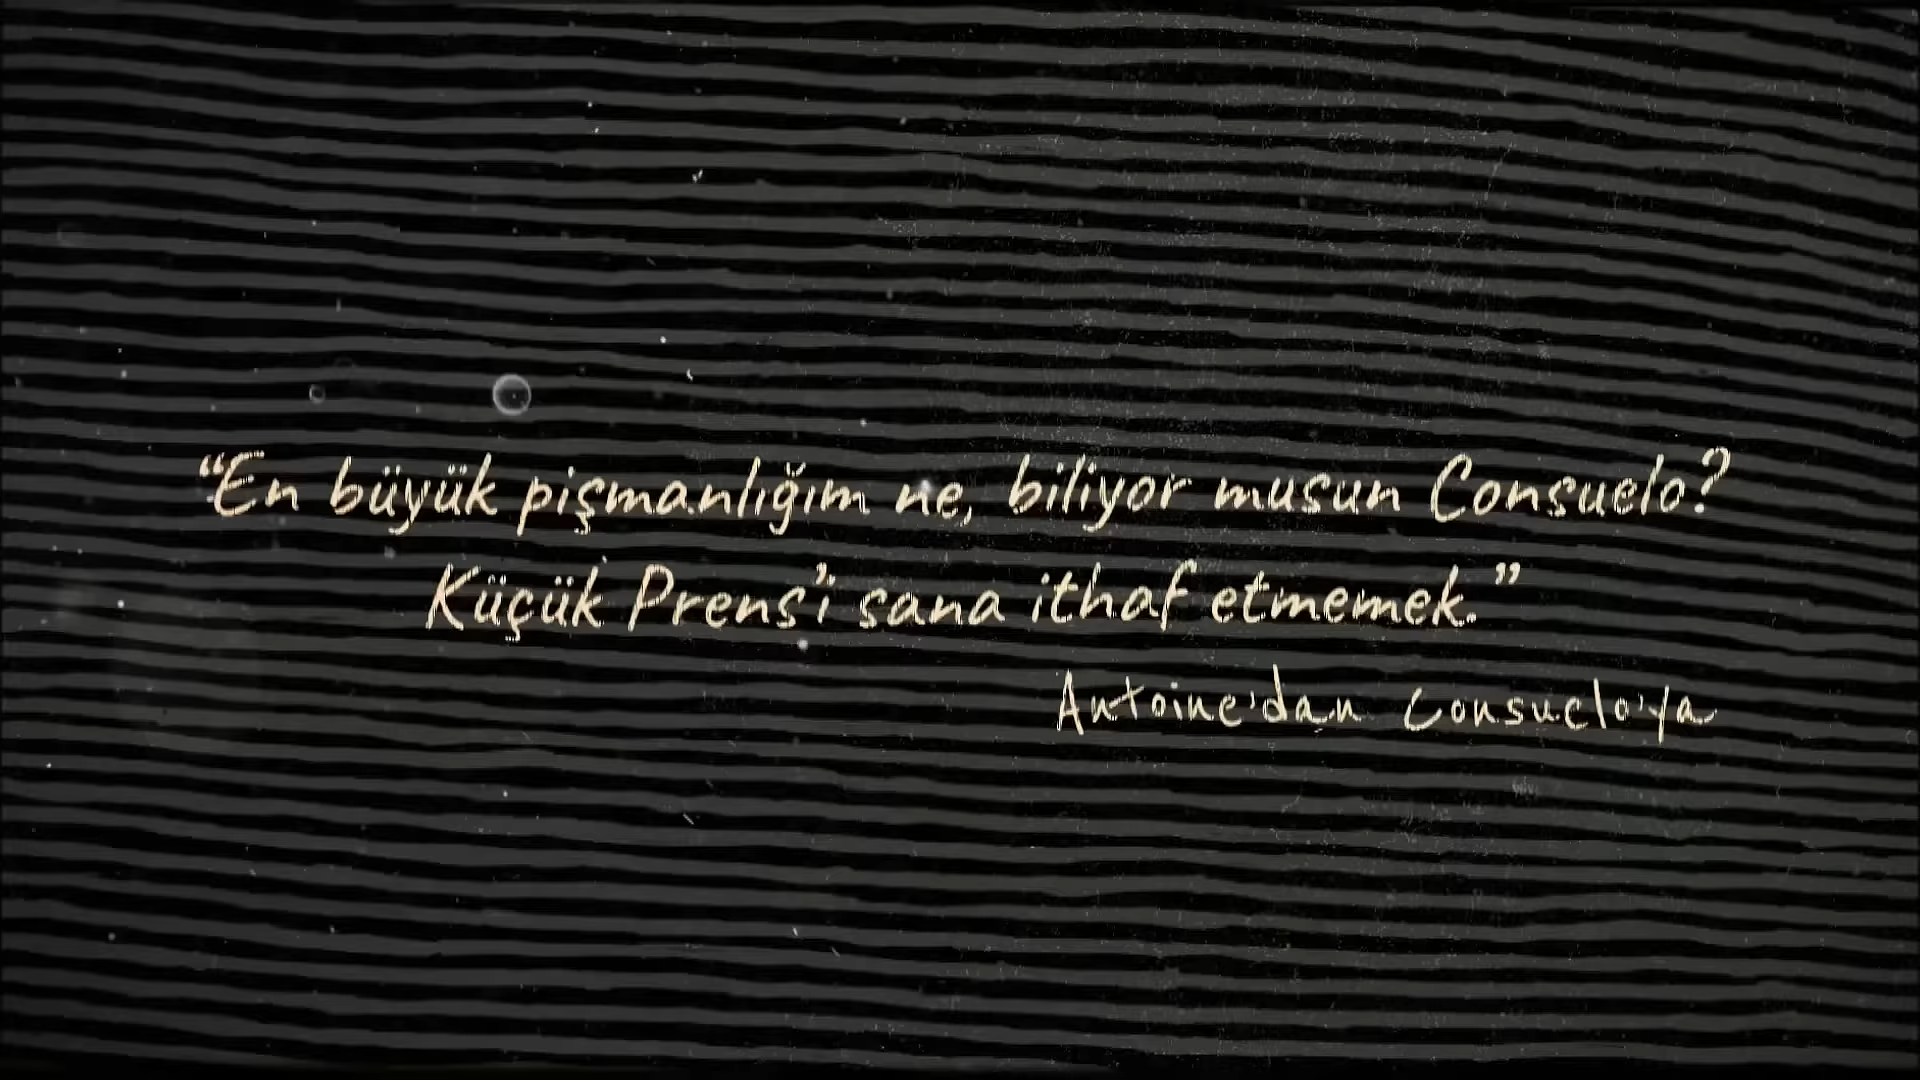 “En büyük pişmanlığım ne, biliyor musun Consuelo?
Küçük Prens’i sana ithaf etmemek.”
Antoine'dan Consuelo'ya